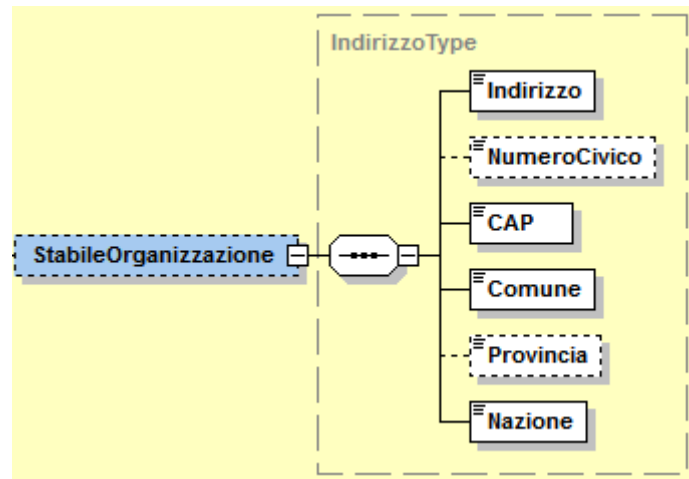 IndirizzoType
Indirizzo
NumeroCivico
CAP
StabileOrganizzazione
Comune
Provincia
Nazione